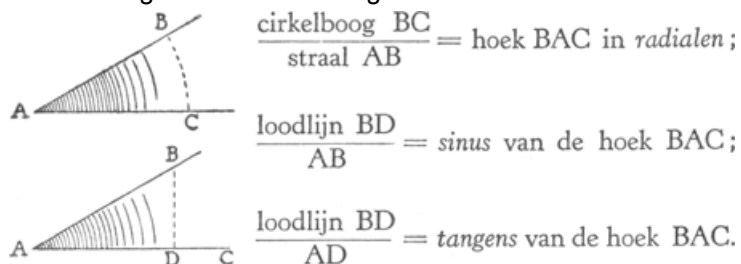 B
A
C
cirkelboog BC
straal AB
= hoek BAC in radialen;
loodlijn BD
AB
= sinus van de hoek BAC;
B
A
D
C
loodlijn BD
AD
= tangens van de hoek BAC.